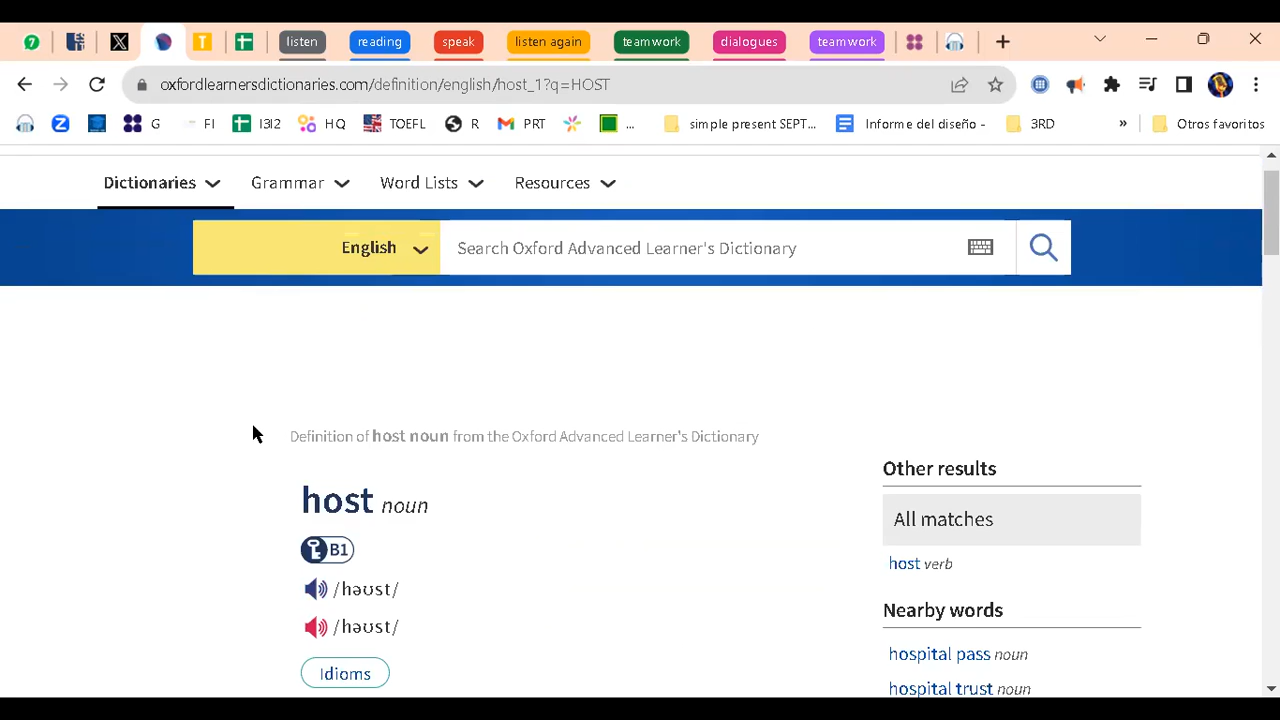 listen reading speak listen again teamwork dialogues teamwork
oxfordlearnersdictionaries.com/definition/english/host_1?q=HOST
G FI I3I2 HQ TOEFL R PRT ... simple present SEPT... Informe del diseño - 3RD » Otros favoritos
Dictionaries Grammar Word Lists Resources
English Search Oxford Advanced Learner's Dictionary
Definition of host noun from the Oxford Advanced Learner's Dictionary
host noun
B1
/həʊst/
/həʊst/
Idioms
Other results
All matches
host verb
Nearby words
hospital pass noun
hospital trust noun